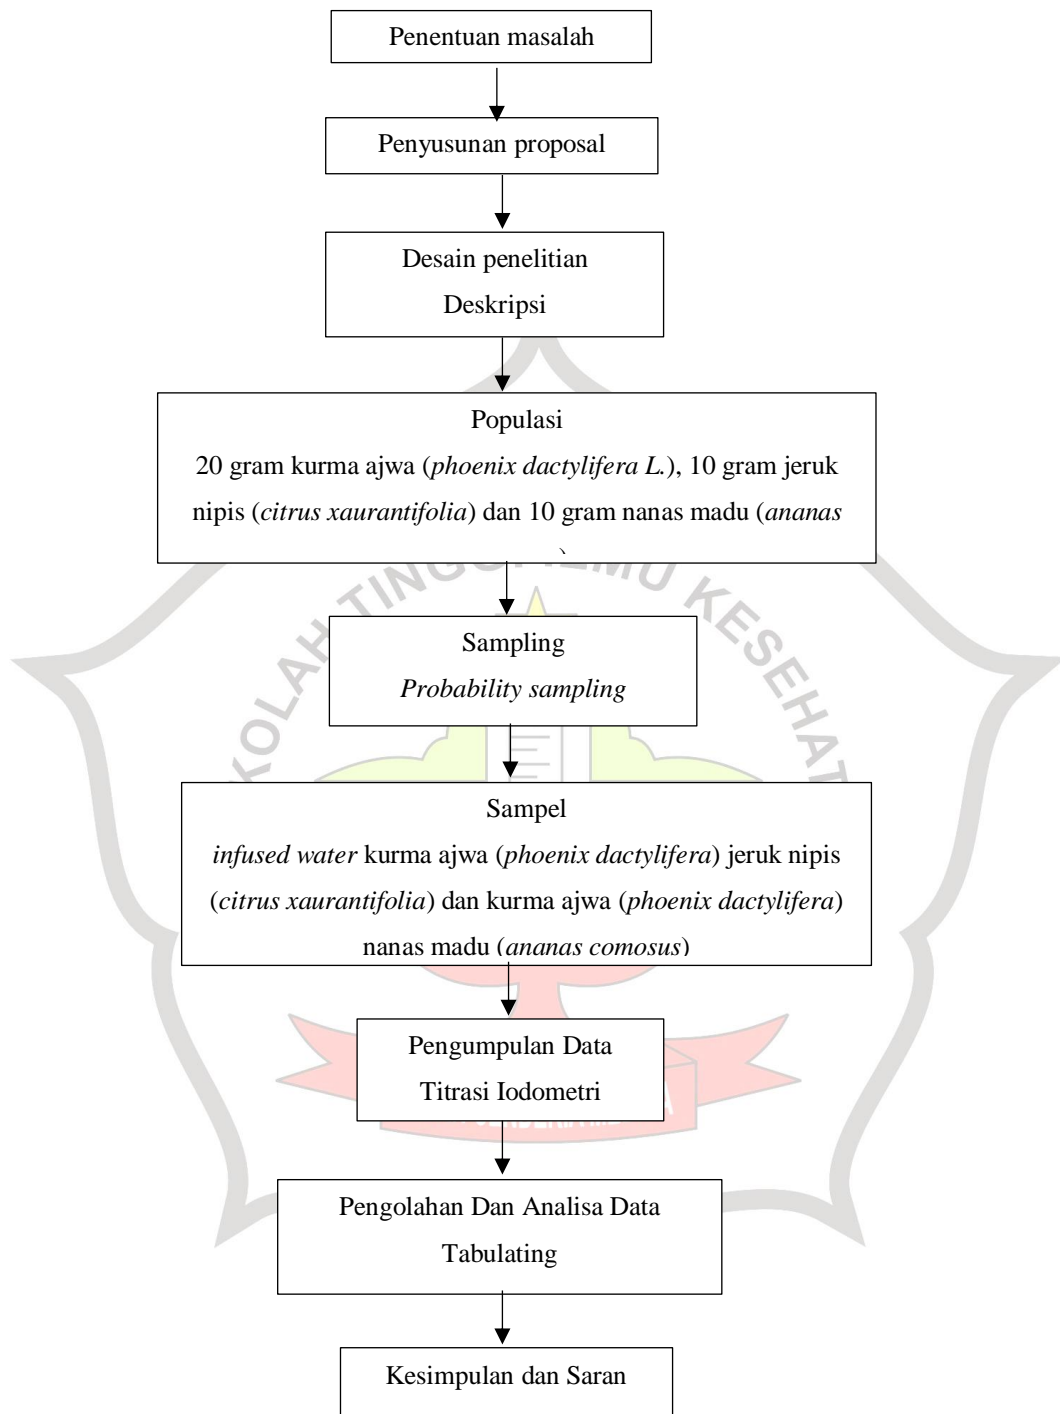 Penentuan masalah
Penyusunan proposal
Desain penelitian
Deskripsi
Populasi
20 gram kurma ajwa (phoenix dactylifera L.), 10 gram jeruk
nipis (citrus xaurantifolia) dan 10 gram nanas madu (ananas
Sampling
Probability sampling
Sampel
infused water kurma ajwa (phoenix dactylifera) jeruk nipis
(citrus xaurantifolia) dan kurma ajwa (phoenix dactylifera)
nanas madu (ananas comosus)
Pengumpulan Data
Titrasi Iodometri
Pengolahan Dan Analisa Data
Tabulating
Kesimpulan dan Saran